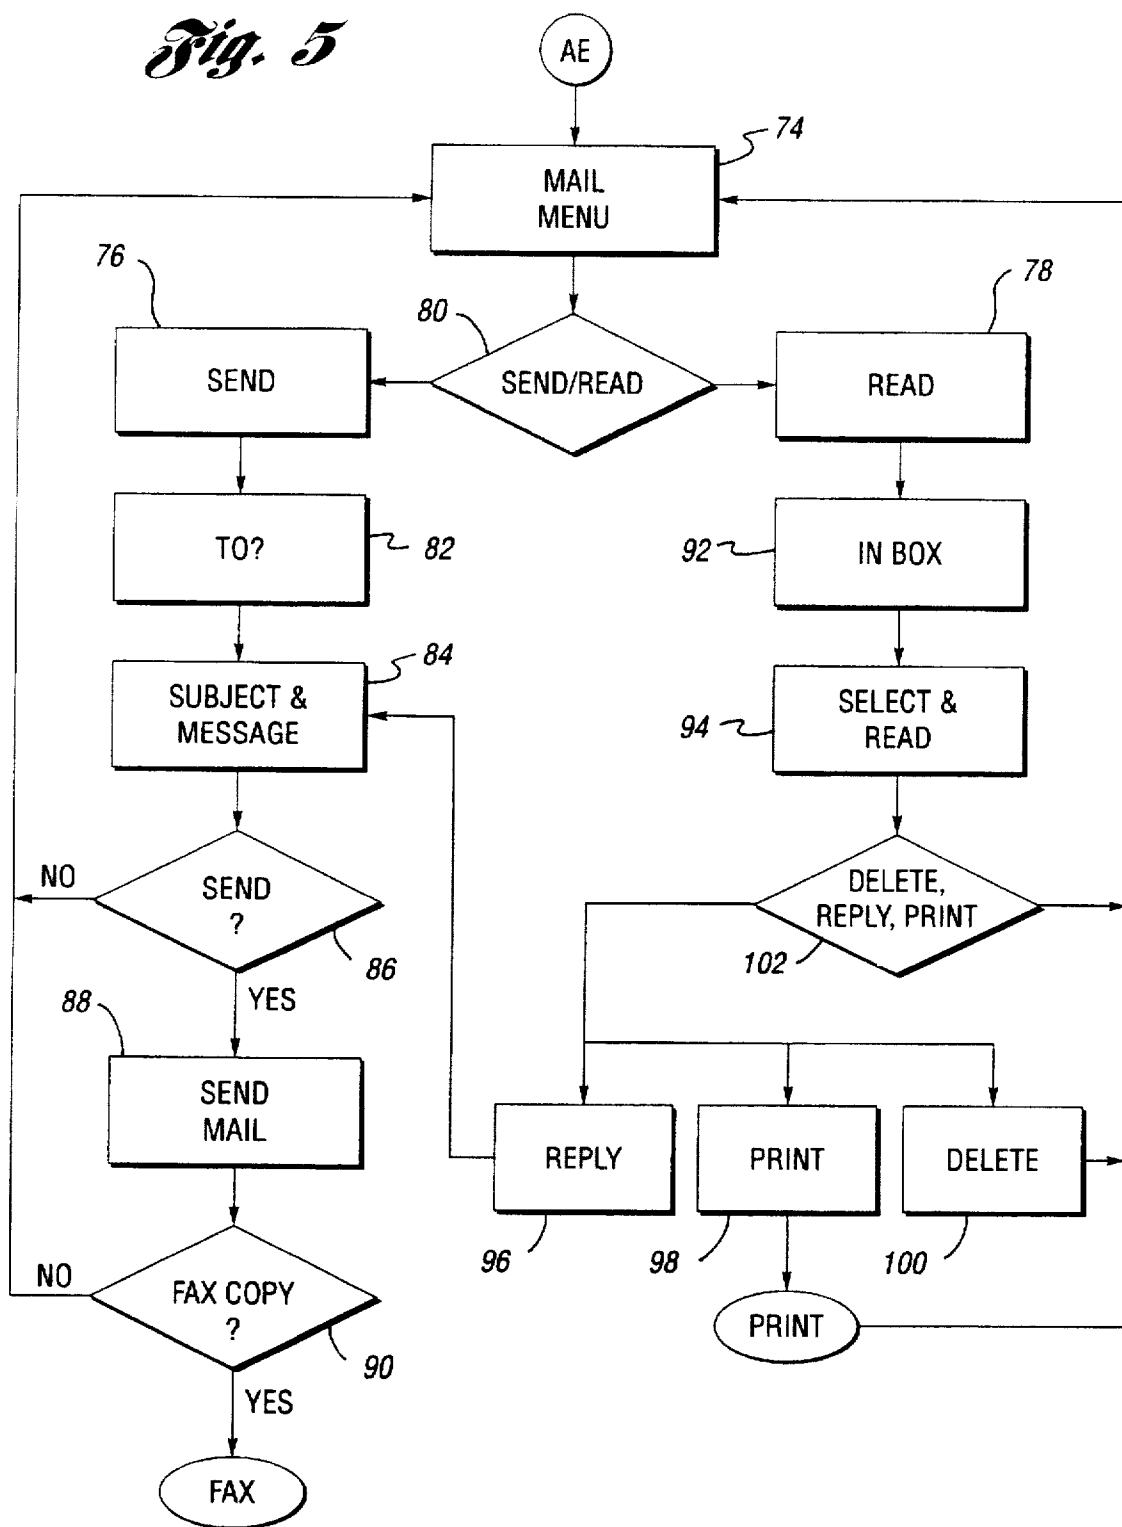 Fig. 5
AE
74
MAIL
MENU
76
78
80
SEND
SEND/READ
READ
TO?
82
92
IN BOX
84
SUBJECT &
MESSAGE
94
SELECT &
READ
NO
SEND
?
86
YES
DELETE,
REPLY, PRINT
102
88
SEND
MAIL
REPLY
PRINT
DELETE
96
98
100
NO
FAX COPY
?
90
YES
PRINT
FAX